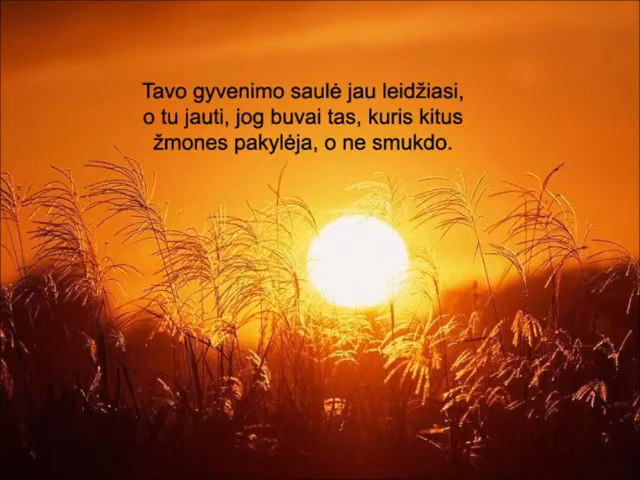 Tavo gyvenimo saulė jau leidžiasi,
o tu jauti, jog buvai tas, kuris kitus
žmones pakylėja, o ne smukdo.